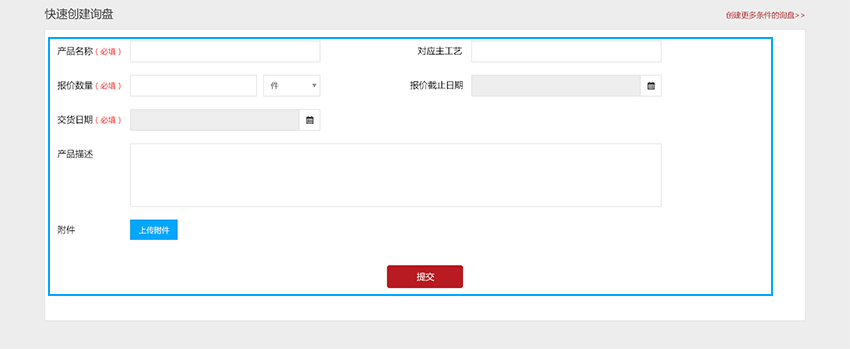 快速创建询盘
创建更多条件的询盘>>
产品名称（必填）
对应主工艺
报价数量（必填）
件
报价截止日期
交货日期（必填）
产品描述
附件
上传附件
提交